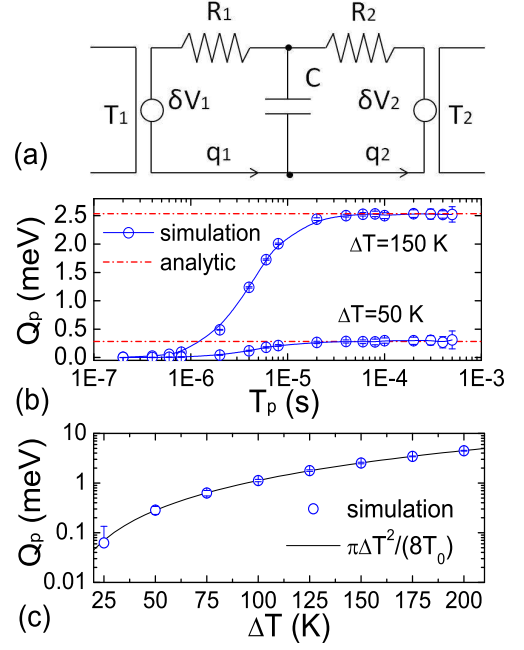 R1 R2
C
T1 δV1 δV2 T2
q1 q2
(a)
2.5
2.0
1.5
1.0
0.5
0.0
Qp (meV)
simulation
analytic
ΔT=150 K
ΔT=50 K
1E-7 1E-6 1E-5 1E-4 1E-3
Tp (s)
(b)
10
1
0.1
0.01
Qp (meV)
simulation
πΔT²/(8T0)
25 50 75 100 125 150 175 200
ΔT (K)
(c)